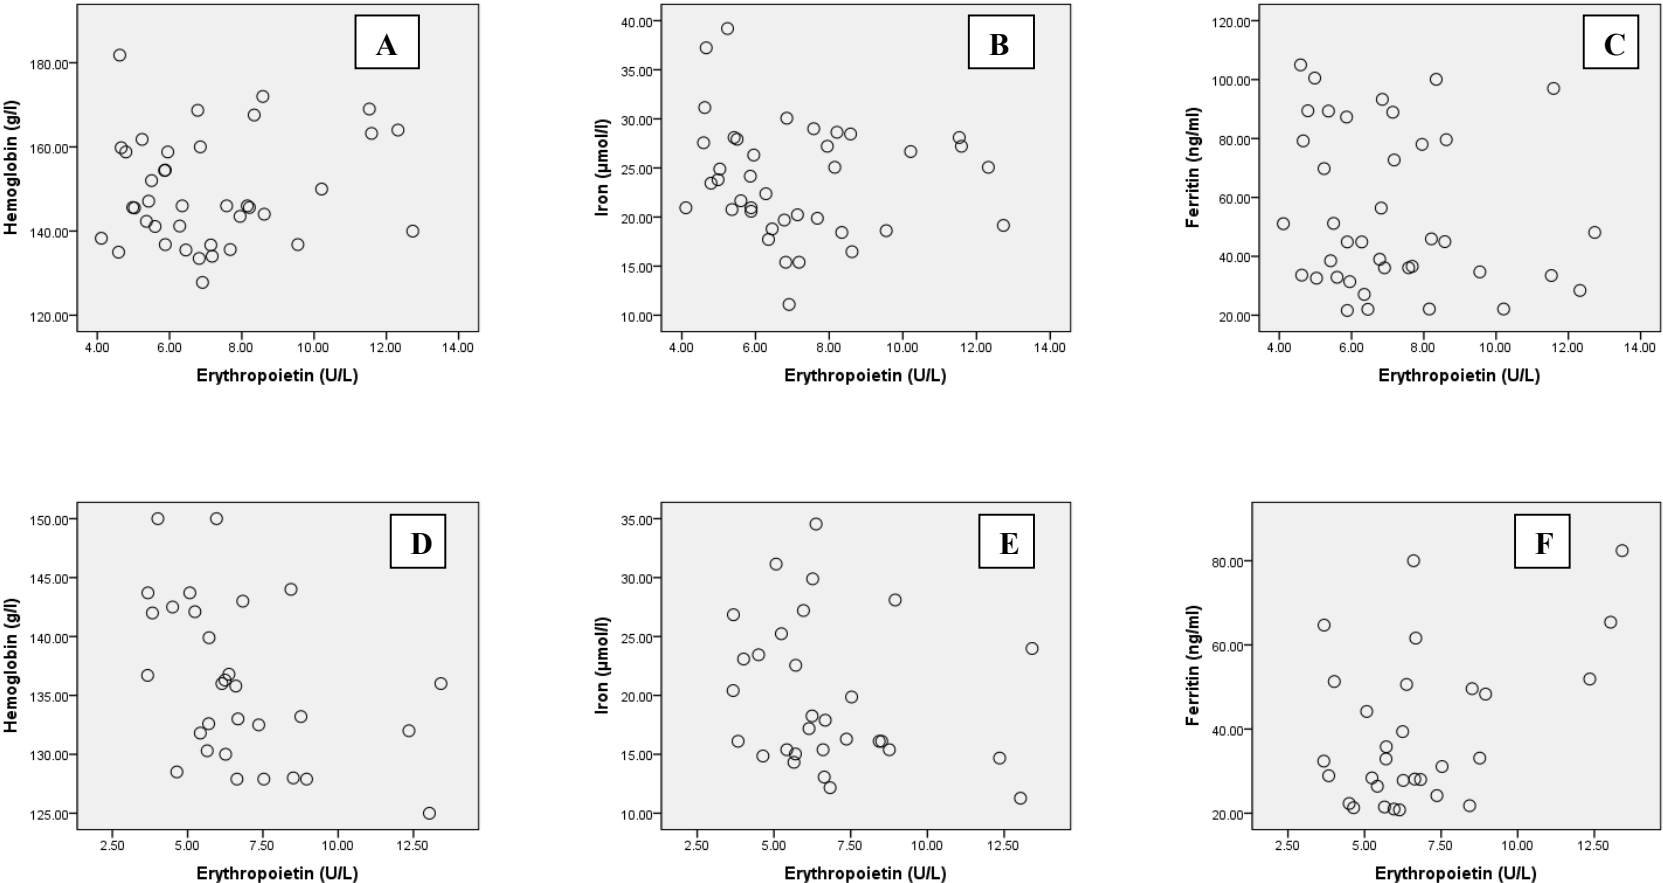 A
Hemoglobin (g/l)
180.00
160.00
140.00
120.00
4.00 6.00 8.00 10.00 12.00 14.00
Erythropoietin (U/L)
B
Iron (µmol/l)
40.00
35.00
30.00
25.00
20.00
15.00
10.00
4.00 6.00 8.00 10.00 12.00 14.00
Erythropoietin (U/L)
C
Ferritin (ng/ml)
120.00
100.00
80.00
60.00
40.00
20.00
4.00 6.00 8.00 10.00 12.00 14.00
Erythropoietin (U/L)
D
Hemoglobin (g/l)
150.00
145.00
140.00
135.00
130.00
125.00
2.50 5.00 7.50 10.00 12.50
Erythropoietin (U/L)
E
Iron (µmol/l)
35.00
30.00
25.00
20.00
15.00
10.00
2.50 5.00 7.50 10.00 12.50
Erythropoietin (U/L)
F
Ferritin (ng/ml)
80.00
60.00
40.00
20.00
2.50 5.00 7.50 10.00 12.50
Erythropoietin (U/L)